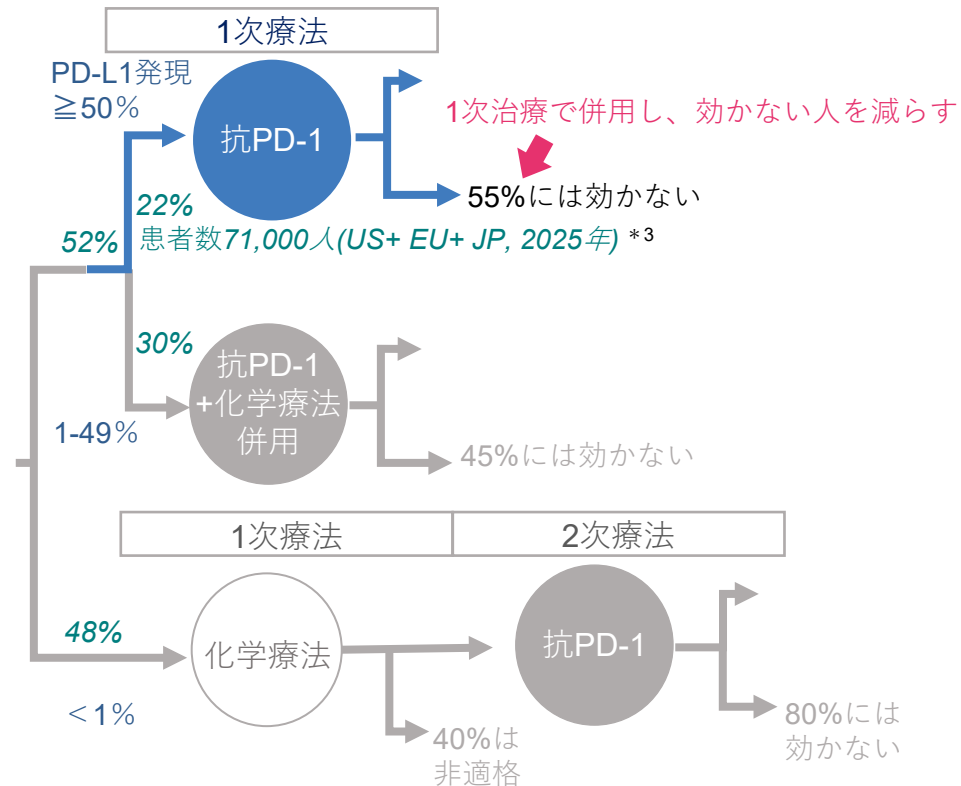 1次療法
PD-L1発現
≧50%
抗PD-1
1次治療で併用し、効かない人を減らす
55%には効かない
22%
患者数71,000人(US+ EU+ JP, 2025年) *3
52%
30%
抗PD-1
+化学療法
併用
1-49%
45%には効かない
1次療法
2次療法
48%
化学療法
抗PD-1
<1%
40%は
非適格
80%には
効かない